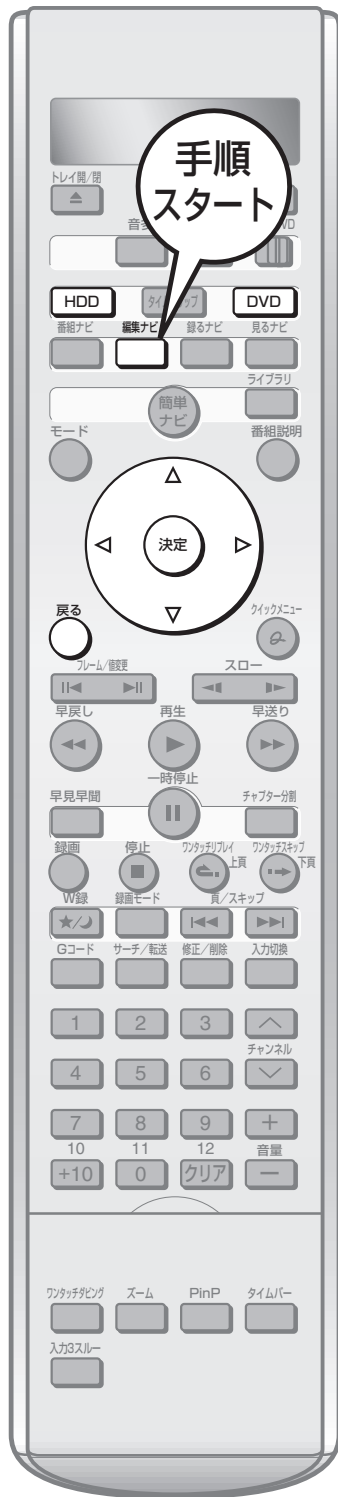 手順
スタート
トレイ開/閉
HDD
DVD
番組ナビ
編集ナビ
録るナビ
見るナビ
ライブラリ
簡単
ナビ
モード
番組説明
決定
戻る
クイックメニュー
フレーム/値変更
スロー
早戻し
再生
早送り
一時停止
早見早聞
チャプター分割
録画
停止
ワンタッチリプレイ
ワンタッチスキップ
上頁
下頁
W録
録画モード
頁/スキップ
★/
Gコード
サーチ/転送
修正/削除
入力切換
1
2
3
チャンネル
4
5
6
7
8
9
+
10
11
12
音量
+10
0
クリア
−
ワンタッチダビング
ズーム
PinP
タイムバー
入力3スルー